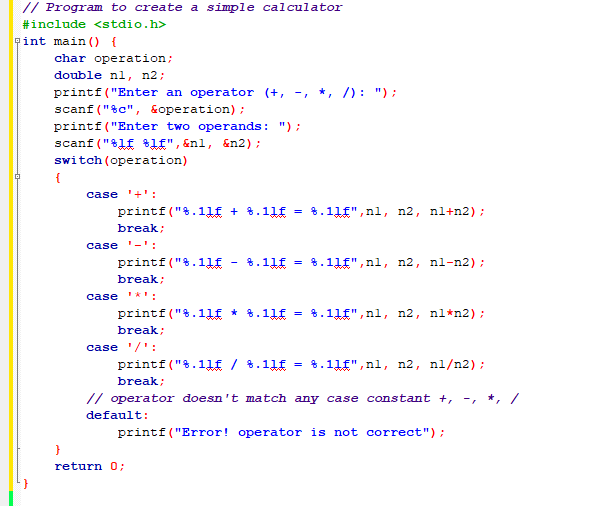 // Program to create a simple calculator
#include <stdio.h>
int main() {
    char operation;
    double n1, n2;
    printf("Enter an operator (+, -, *, /): ");
    scanf("%c", &operation);
    printf("Enter two operands: ");
    scanf("%lf %lf",&n1, &n2);
    switch(operation)
    {
        case '+':
            printf("%.1lf + %.1lf = %.1lf",n1, n2, n1+n2);
            break;
        case '-':
            printf("%.1lf - %.1lf = %.1lf",n1, n2, n1-n2);
            break;
        case '*':
            printf("%.1lf * %.1lf = %.1lf",n1, n2, n1*n2);
            break;
        case '/':
            printf("%.1lf / %.1lf = %.1lf",n1, n2, n1/n2);
            break;
        // operator doesn't match any case constant +, -, *, /
        default:
            printf("Error! operator is not correct");
    }
    return 0;
}